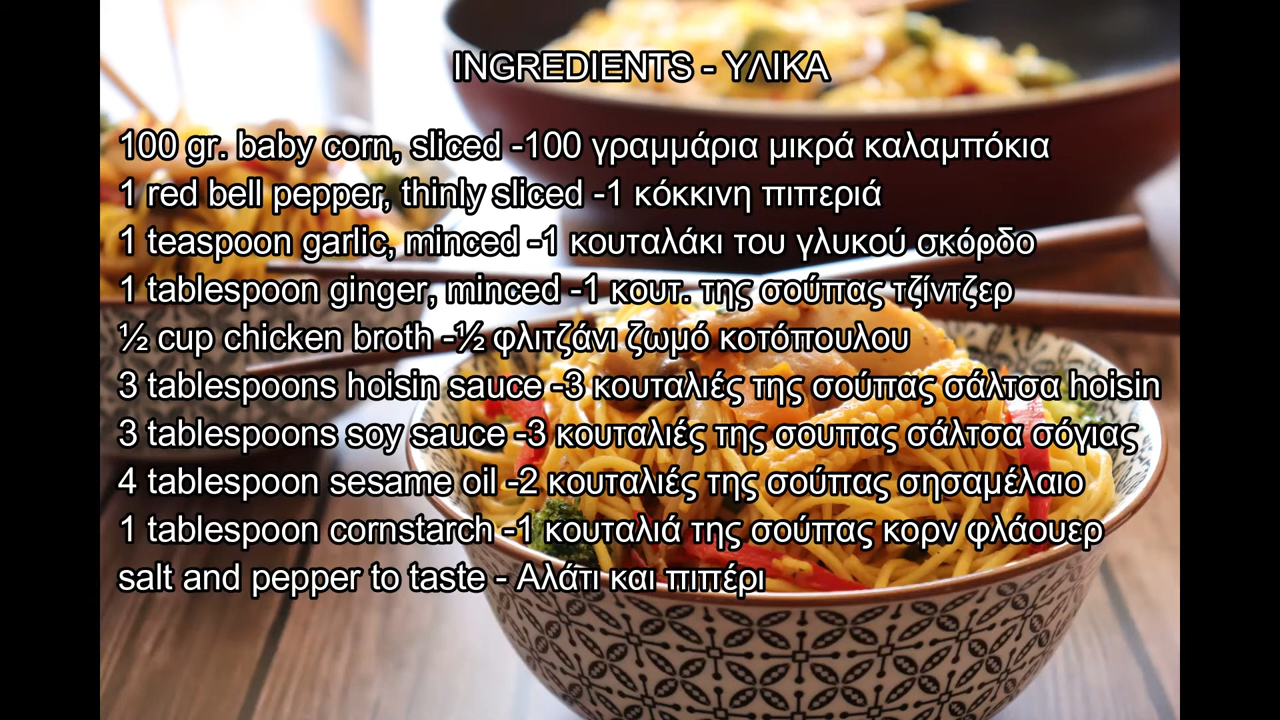 INGREDIENTS - ΥΛΙΚΑ
100 gr. baby corn, sliced -100 γραμμάρια μικρά καλαμπόκια
1 red bell pepper, thinly sliced -1 κόκκινη πιπεριά
1 teaspoon garlic, minced -1 κουταλάκι του γλυκού σκόρδο
1 tablespoon ginger, minced -1 κουτ. της σούπας τζίντζερ
½ cup chicken broth -½ φλιτζάνι ζωμό κοτόπουλου
3 tablespoons hoisin sauce -3 κουταλιές της σούπας σάλτσα hoisin
3 tablespoons soy sauce -3 κουταλιές της σουπας σάλτσα σόγιας
4 tablespoon sesame oil -2 κουταλιές της σούπας σησαμέλαιο
1 tablespoon cornstarch -1 κουταλιά της σούπας κορν φλάουερ
salt and pepper to taste - Αλάτι και πιπέρι